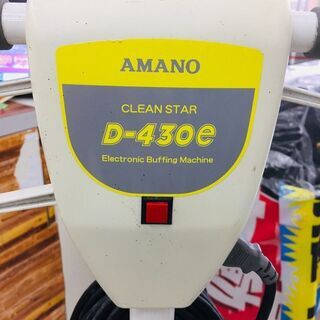 AMANO
CLEAN STAR
D-430e
Electronic Buffing Machine